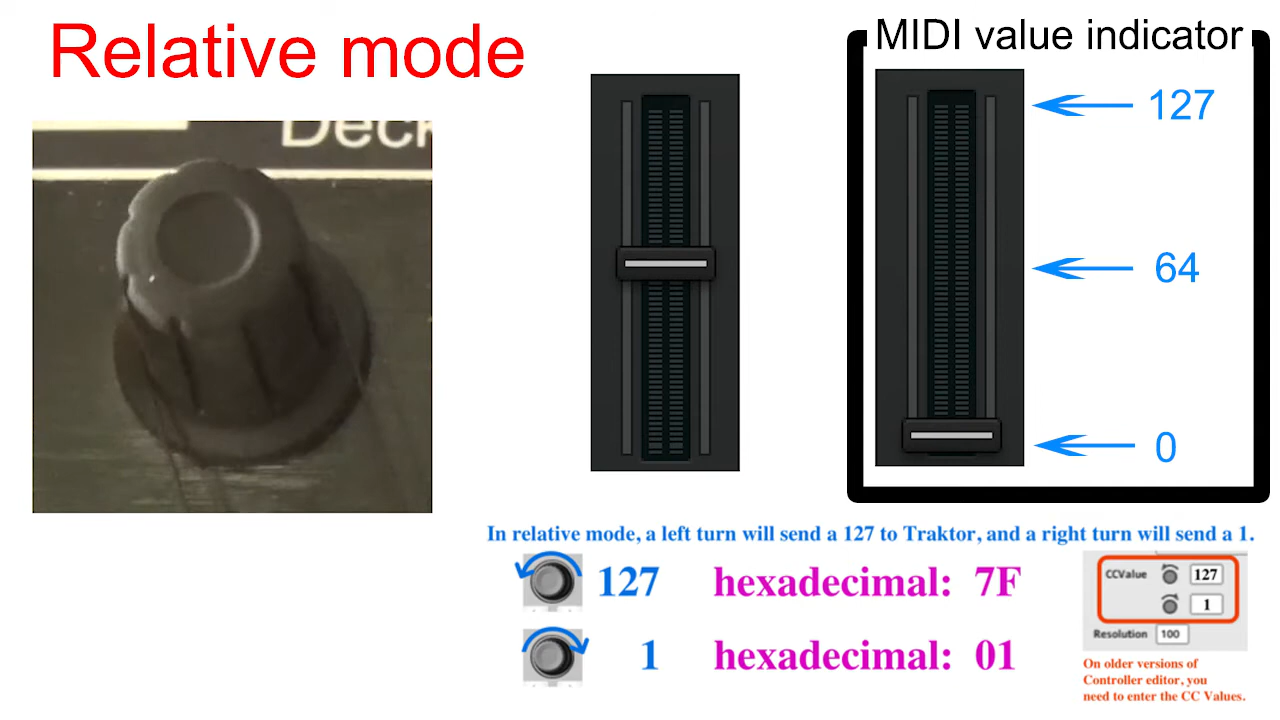 Relative mode
MIDI value indicator
127
64
0
In relative mode, a left turn will send a 127 to Traktor, and a right turn will send a 1.
127 hexadecimal: 7F
1 hexadecimal: 01
CCValue 127
1
Resolution 100
On older versions of
Controller editor, you
need to enter the CC Values.